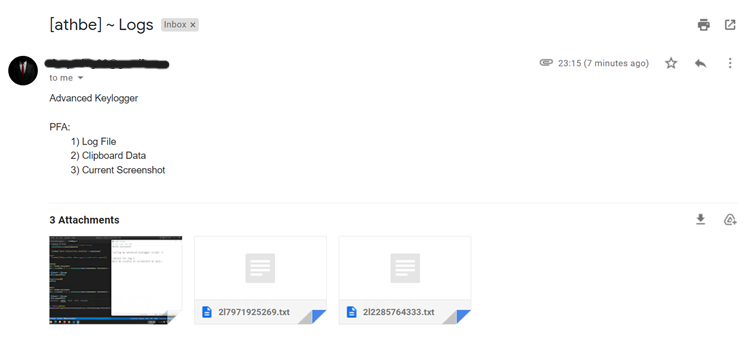 [athbe] ~ Logs Inbox ×
23:15 (7 minutes ago)
to me
Advanced Keylogger
PFA:
1) Log File
2) Clipboard Data
3) Current Screenshot
3 Attachments
2l7971925269.txt
2l2285764333.txt